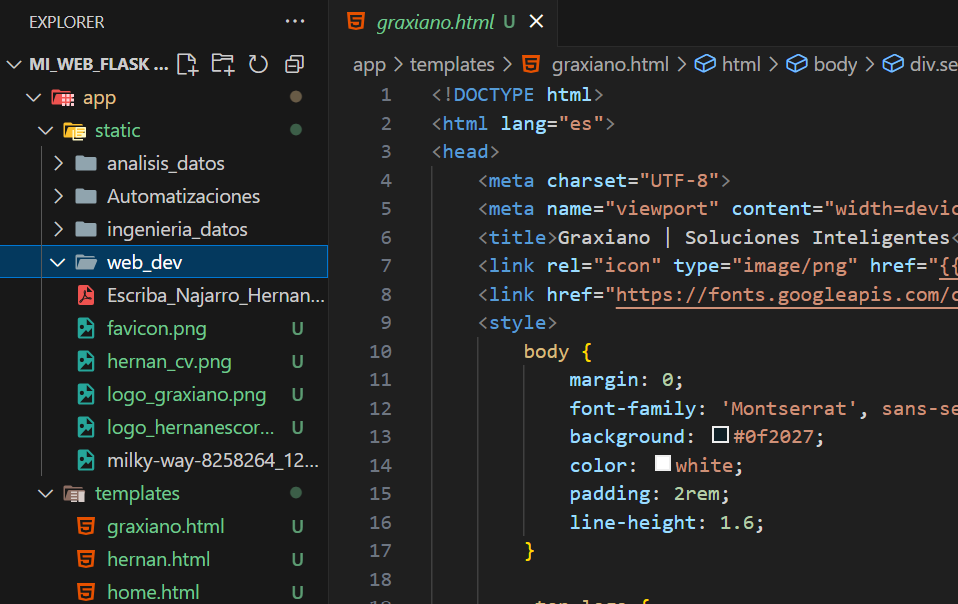 EXPLORER ...
MI_WEB_FLASK ...
app
static
analisis_datos
Automatizaciones
ingenieria_datos
web_dev
Escriba_Najarro_Hernan...
favicon.png U
hernan_cv.png U
logo_graxiano.png U
logo_hernanescor... U
milky-way-8258264_12...
templates
graxiano.html U
hernan.html U
home.html U
graxiano.html U
app > templates > graxiano.html > html > body > div.se
1 <!DOCTYPE html>
2 <html lang="es">
3 <head>
4 <meta charset="UTF-8">
5 <meta name="viewport" content="width=devic
6 <title>Graxiano | Soluciones Inteligentes<
7 <link rel="icon" type="image/png" href="{{
8 <link href="https://fonts.googleapis.com/c
9 <style>
10 body {
11 margin: 0;
12 font-family: 'Montserrat', sans-se
13 background: #0f2027;
14 color: white;
15 padding: 2rem;
16 line-height: 1.6;
17 }
18